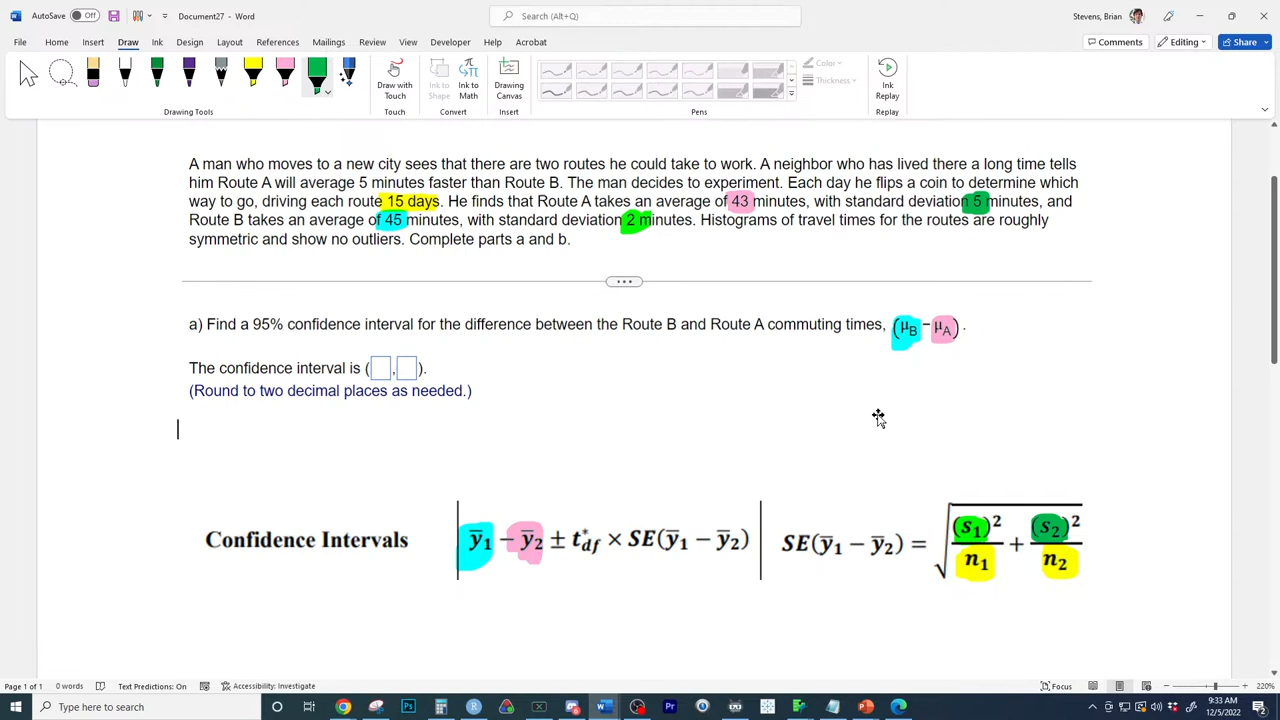 AutoSave Off Document27 - Word Search (Alt+Q) Stevens, Brian
File Home Insert Draw Ink Design Layout References Mailings Review View Developer Help Acrobat Comments Editing Share
Draw with Touch Ink to Shape Ink to Math Drawing Canvas Color Thickness Ink Replay
Drawing Tools Touch Convert Insert Pens Replay
A man who moves to a new city sees that there are two routes he could take to work. A neighbor who has lived there a long time tells
him Route A will average 5 minutes faster than Route B. The man decides to experiment. Each day he flips a coin to determine which
way to go, driving each route 15 days. He finds that Route A takes an average of 43 minutes, with standard deviation 5 minutes, and
Route B takes an average of 45 minutes, with standard deviation 2 minutes. Histograms of travel times for the routes are roughly
symmetric and show no outliers. Complete parts a and b.
a) Find a 95% confidence interval for the difference between the Route B and Route A commuting times, (μB − μA) .
The confidence interval is ( , ).
(Round to two decimal places as needed.)
Confidence Intervals ȳ₁ − ȳ₂ ± t*df × SE(ȳ₁ − ȳ₂) SE(ȳ₁ − ȳ₂) = √((s₁)²/n₁ + (s₂)²/n₂)
Page 1 of 1 0 words Text Predictions: On Accessibility: Investigate Focus 220%
Type here to search 9:33 AM
12/5/2022